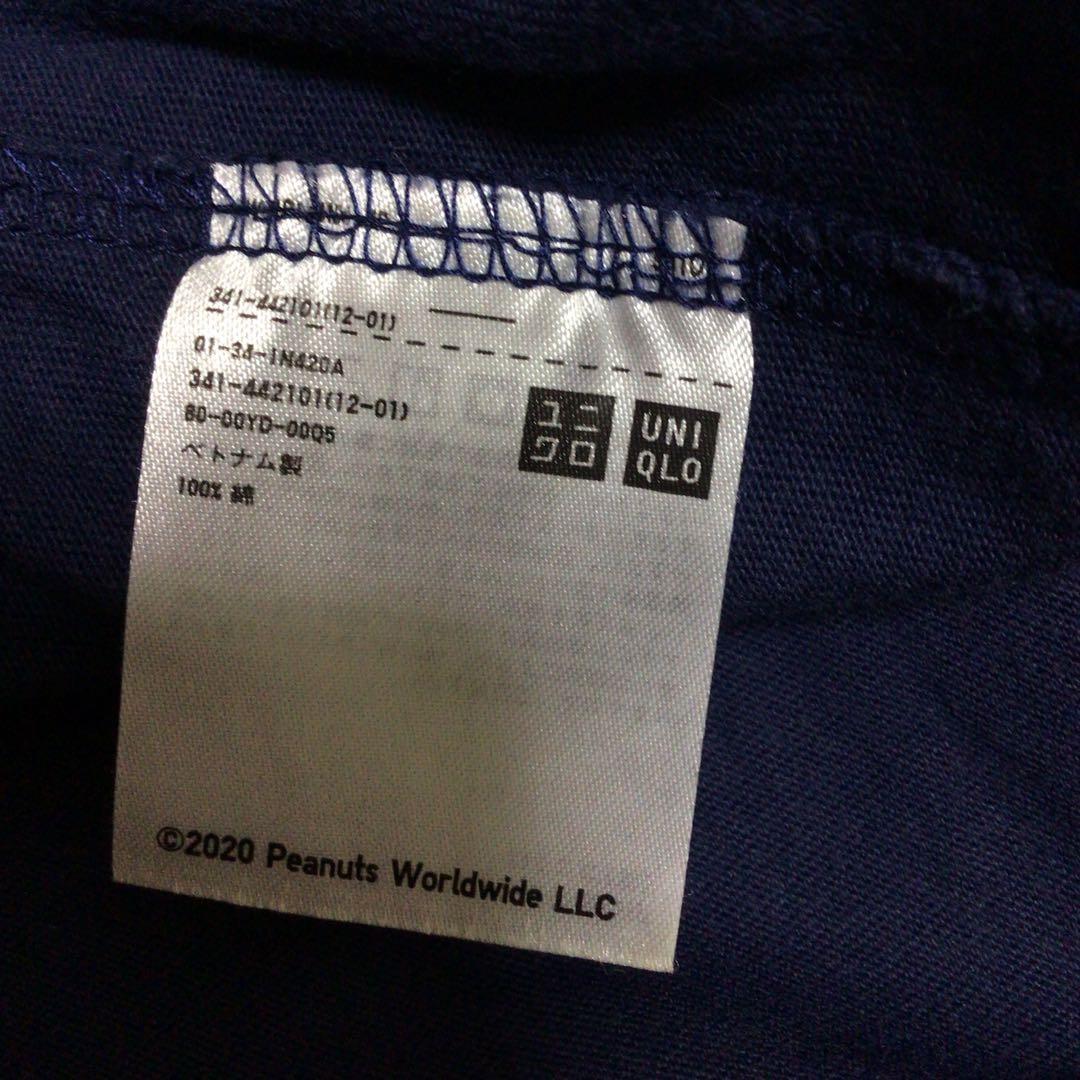 341-442101(12-01)
01-34-1N420A
341-442101(12-01)
80-00YD-00Q5
ベトナム製
100% 綿
ユニ
クロ
UNI
QLO
©2020 Peanuts Worldwide LLC